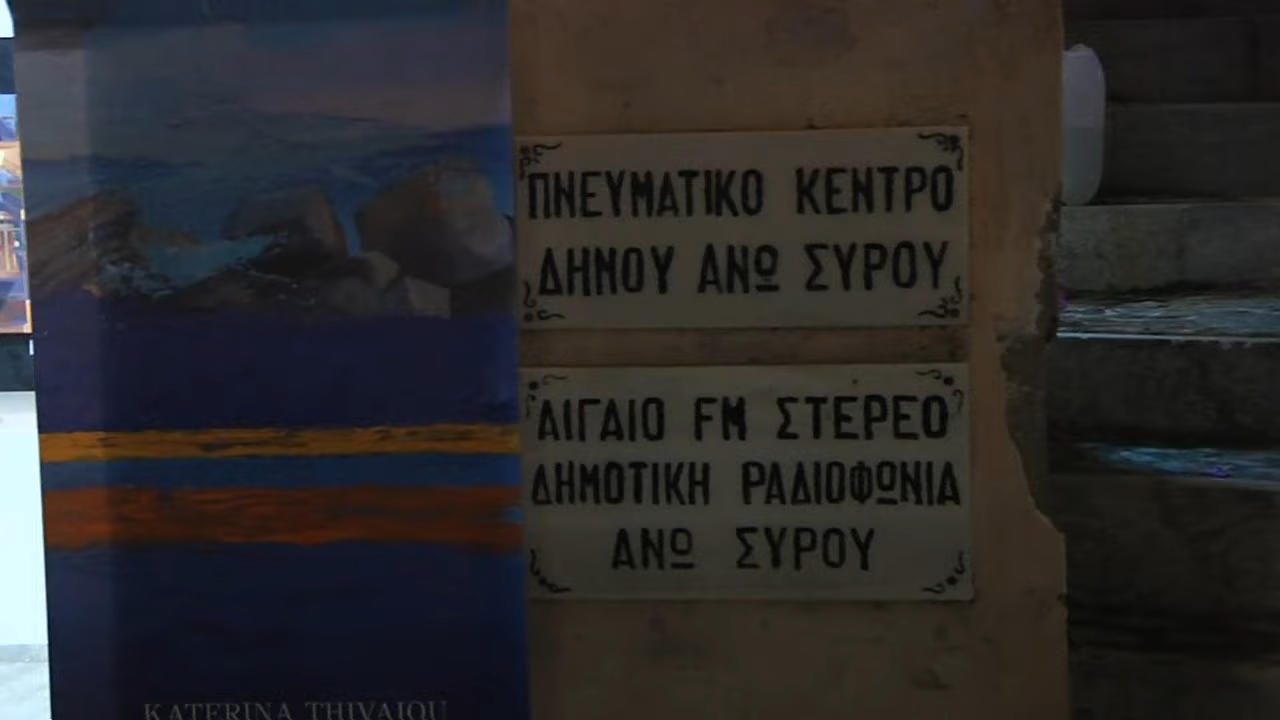 ΠΝΕΥΜΑΤΙΚΟ ΚΕΝΤΡΟ
ΔΗΜΟΥ ΑΝΩ ΣΥΡΟΥ
ΑΙΓΑΙΟ FM ΣΤΕΡΕΟ
ΔΗΜΟΤΙΚΗ ΡΑΔΙΟΦΩΝΙΑ
ΑΝΩ ΣΥΡΟΥ
KATERINA THIVAIOU